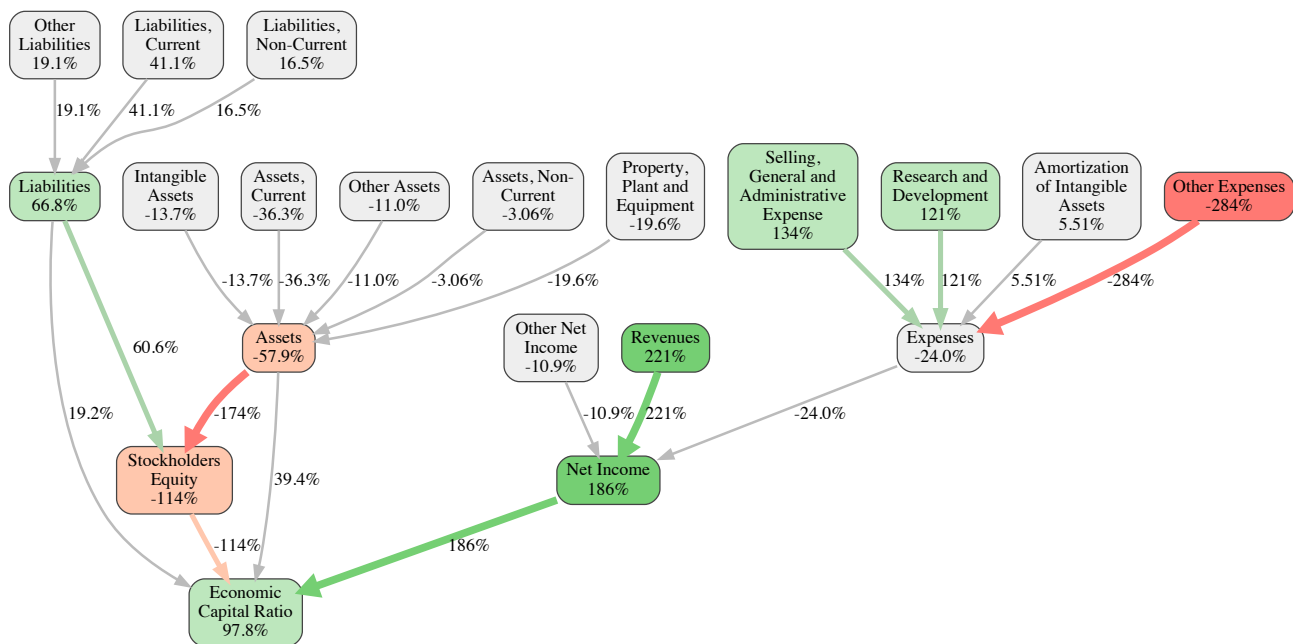 Other
Liabilities
19.1%
Liabilities,
Current
41.1%
Liabilities,
Non-Current
16.5%
19.1%
41.1%
16.5%
Liabilities
66.8%
Intangible
Assets
-13.7%
Assets,
Current
-36.3%
Other Assets
-11.0%
Assets, Non-
Current
-3.06%
Property,
Plant and
Equipment
-19.6%
Selling,
General and
Administrative
Expense
134%
Research and
Development
121%
Amortization
of Intangible
Assets
5.51%
Other Expenses
-284%
-13.7%
-36.3%
-11.0%
-3.06%
-19.6%
134%
121%
5.51%
-284%
Assets
-57.9%
Other Net
Income
-10.9%
Revenues
221%
Expenses
-24.0%
60.6%
19.2%
-174%
-10.9%
221%
-24.0%
Stockholders
Equity
-114%
39.4%
Net Income
186%
-114%
186%
Economic
Capital Ratio
97.8%